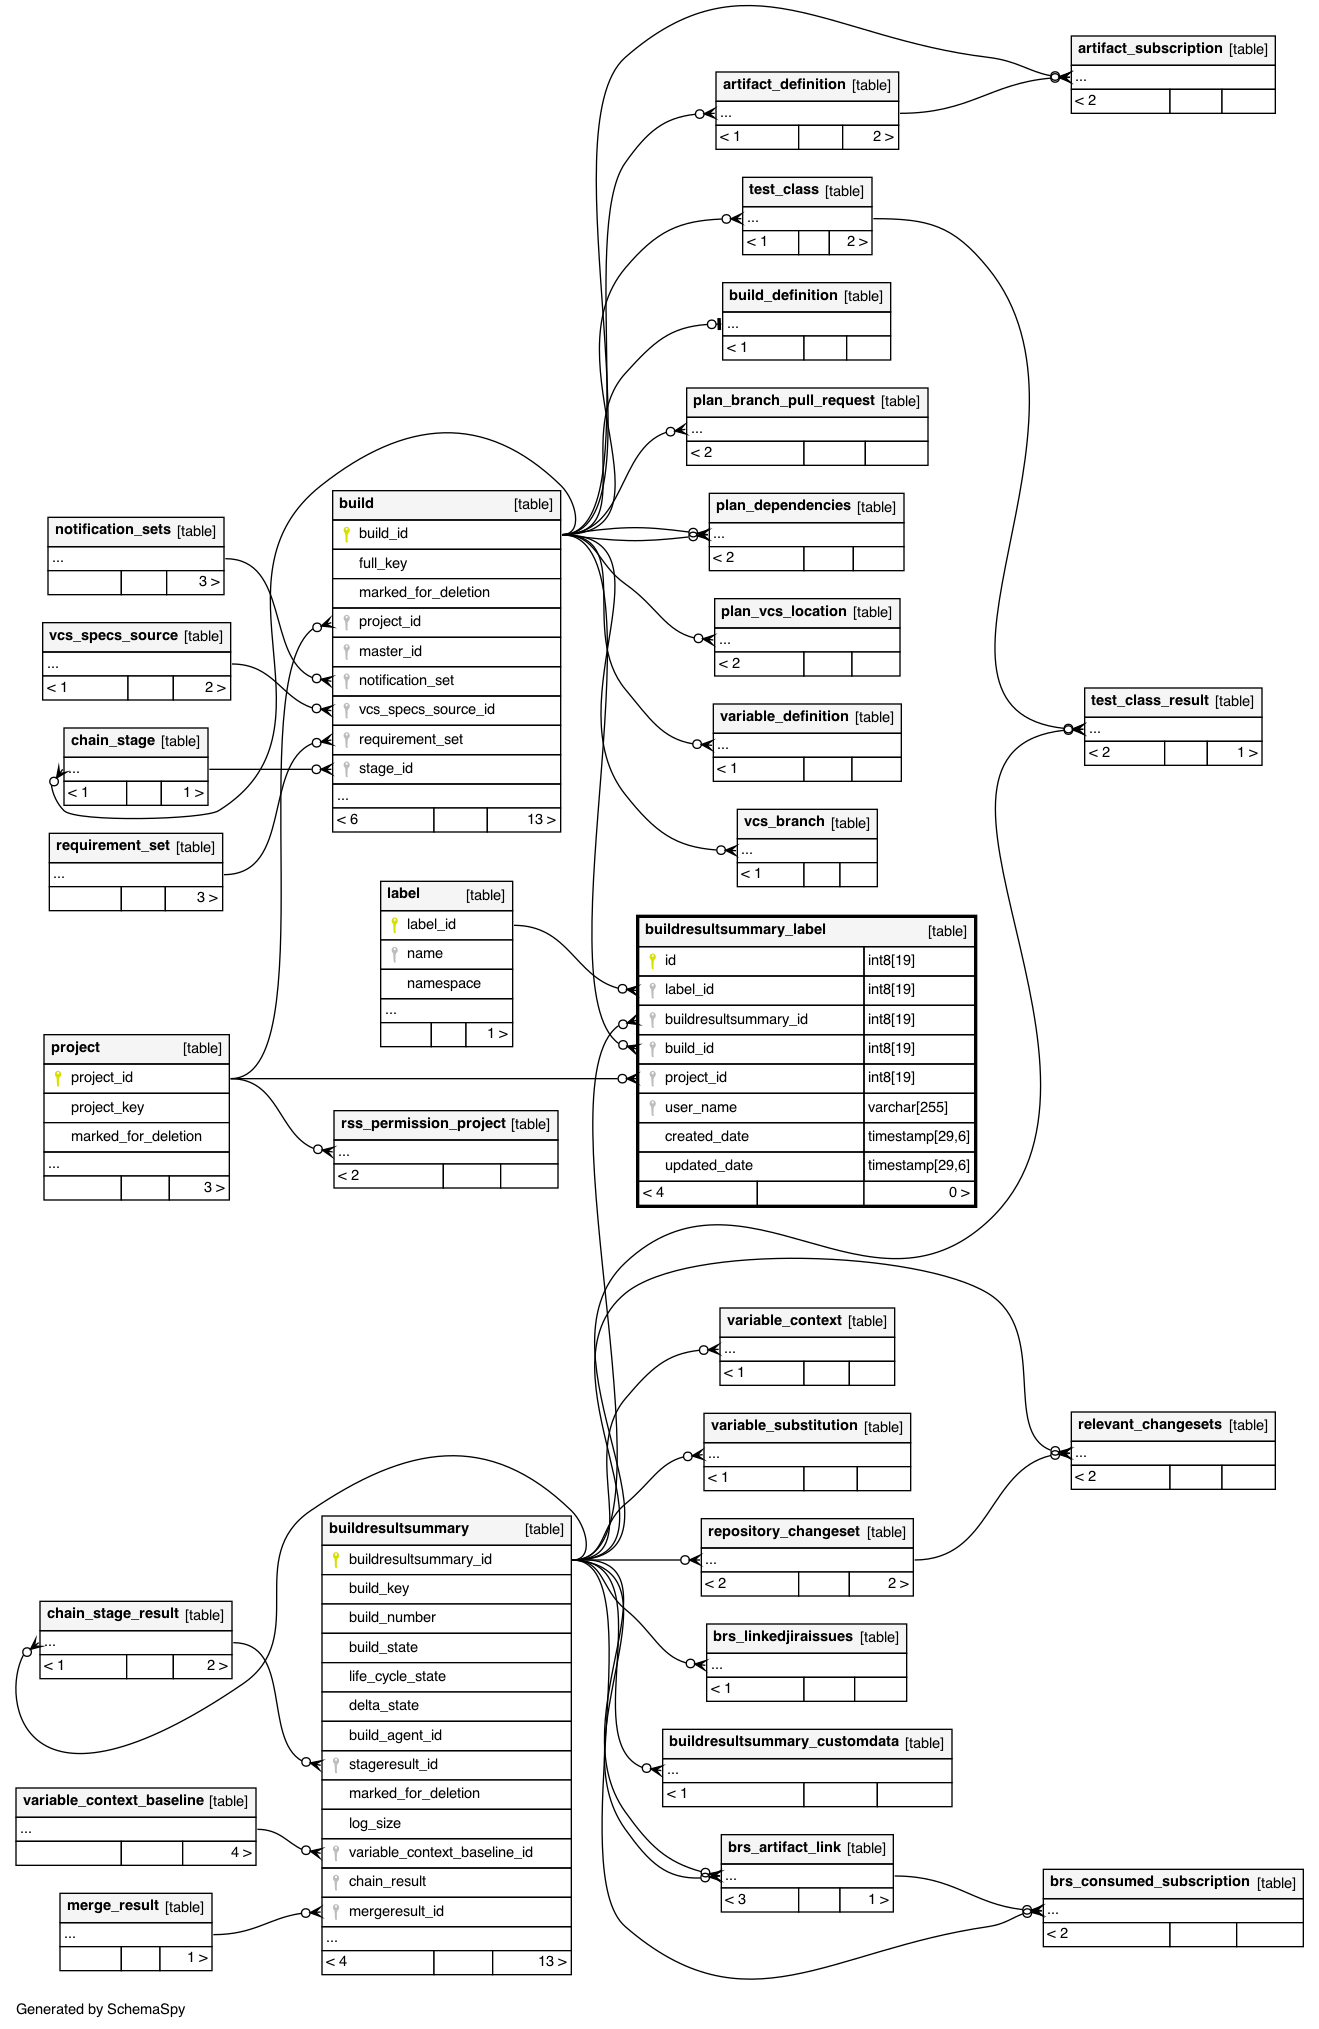 artifact_subscription [table]
...
< 2
artifact_definition [table]
...
< 1 2 >
test_class [table]
...
< 1 2 >
build_definition [table]
...
< 1
plan_branch_pull_request [table]
...
< 2
build [table]
build_id
full_key
marked_for_deletion
project_id
master_id
notification_set
vcs_specs_source_id
requirement_set
stage_id
...
< 6 13 >
plan_dependencies [table]
...
< 2
notification_sets [table]
...
3 >
plan_vcs_location [table]
...
< 2
vcs_specs_source [table]
...
< 1 2 >
test_class_result [table]
...
< 2 1 >
variable_definition [table]
...
< 1
chain_stage [table]
...
< 1 1 >
vcs_branch [table]
...
< 1
requirement_set [table]
...
3 >
label [table]
label_id
name
namespace
...
1 >
buildresultsummary_label [table]
id int8[19]
label_id int8[19]
buildresultsummary_id int8[19]
build_id int8[19]
project_id int8[19]
user_name varchar[255]
created_date timestamp[29,6]
updated_date timestamp[29,6]
< 4 0 >
project [table]
project_id
project_key
marked_for_deletion
...
3 >
rss_permission_project [table]
...
< 2
variable_context [table]
...
< 1
variable_substitution [table]
...
< 1
relevant_changesets [table]
...
< 2
buildresultsummary [table]
buildresultsummary_id
build_key
build_number
build_state
life_cycle_state
delta_state
build_agent_id
stageresult_id
marked_for_deletion
log_size
variable_context_baseline_id
chain_result
mergeresult_id
...
< 4 13 >
repository_changeset [table]
...
< 2 2 >
chain_stage_result [table]
...
< 1 2 >
brs_linkedjiraissues [table]
...
< 1
buildresultsummary_customdata [table]
...
< 1
variable_context_baseline [table]
...
4 >
brs_artifact_link [table]
...
< 3 1 >
brs_consumed_subscription [table]
...
< 2
merge_result [table]
...
1 >
Generated by SchemaSpy